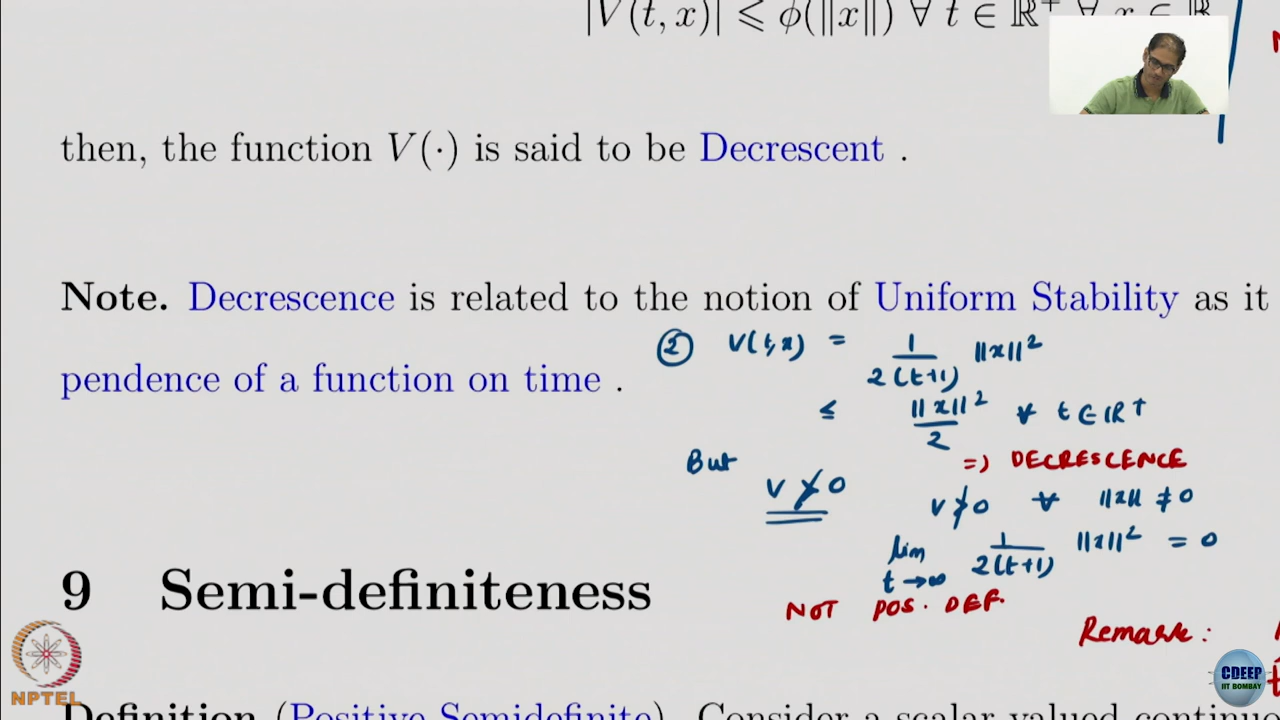 |V(t, x)| ⩽ ϕ(‖x‖) ∀ t ∈ ℝ⁺ ∀ x ∈ ℝ
then, the function V(·) is said to be Decrescent .
Note. Decrescence is related to the notion of Uniform Stability as it
pendence of a function on time .
② V(t,x) = 1/2(t+1) ‖x‖²
≤ ‖x‖²/2 ∀ t ∈ ℝ⁺
=) DECRESCENCE
But
V ≯ 0
V ≯ 0 ∀ ‖x‖ ≠ 0
lim t→∞ 1/2(t+1) ‖x‖² = 0
NOT POS. DEF.
Remark:
9 Semi-definiteness
Definition (Positive Semidefinite). Consider a scalar valued continuo
NPTEL
CDEEP
IIT BOMBAY